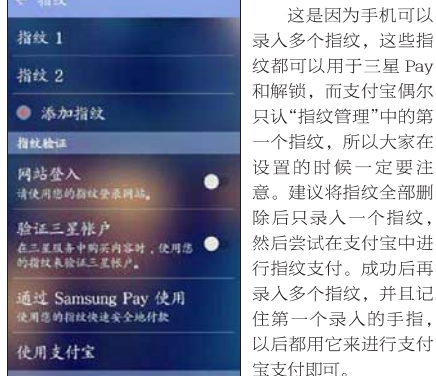 指纹 1
指纹 2
添加指纹
指纹验证
网站登入
请使用您的指纹登录网站。
验证三星帐户
在三星服务中购买内容时，使用您
的指纹来验证三星帐户。
通过 Samsung Pay 使用
使用您的指纹快速安全地付款
使用支付宝
这是因为手机可以
录入多个指纹，这些指
纹都可以用于三星 Pay
和解锁，而支付宝偶尔
只认“指纹管理”中的第
一个指纹，所以大家在
设置的时候一定要注
意。建议将指纹全部删
除后只录入一个指纹，
然后尝试在支付宝中进
行指纹支付。成功后再
录入多个指纹，并且记
住第一个录入的手指，
以后都用它来进行支付
宝支付即可。